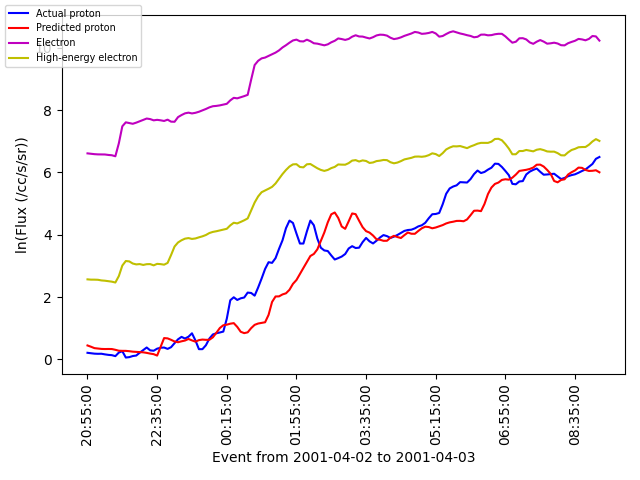 Actual proton
Predicted proton
Electron
High-energy electron
10
8
6
4
2
0
ln(Flux (/cc/s/sr))
20:55:00
22:35:00
00:15:00
01:55:00
03:35:00
05:15:00
06:55:00
08:35:00
Event from 2001-04-02 to 2001-04-03